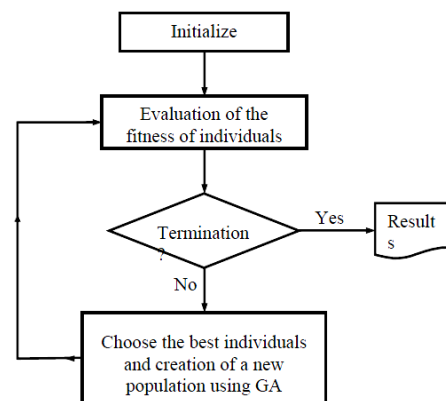 Initialize
Evaluation of the
fitness of individuals
Termination
?
Yes
Result
s
No
Choose the best individuals
and creation of a new
population using GA